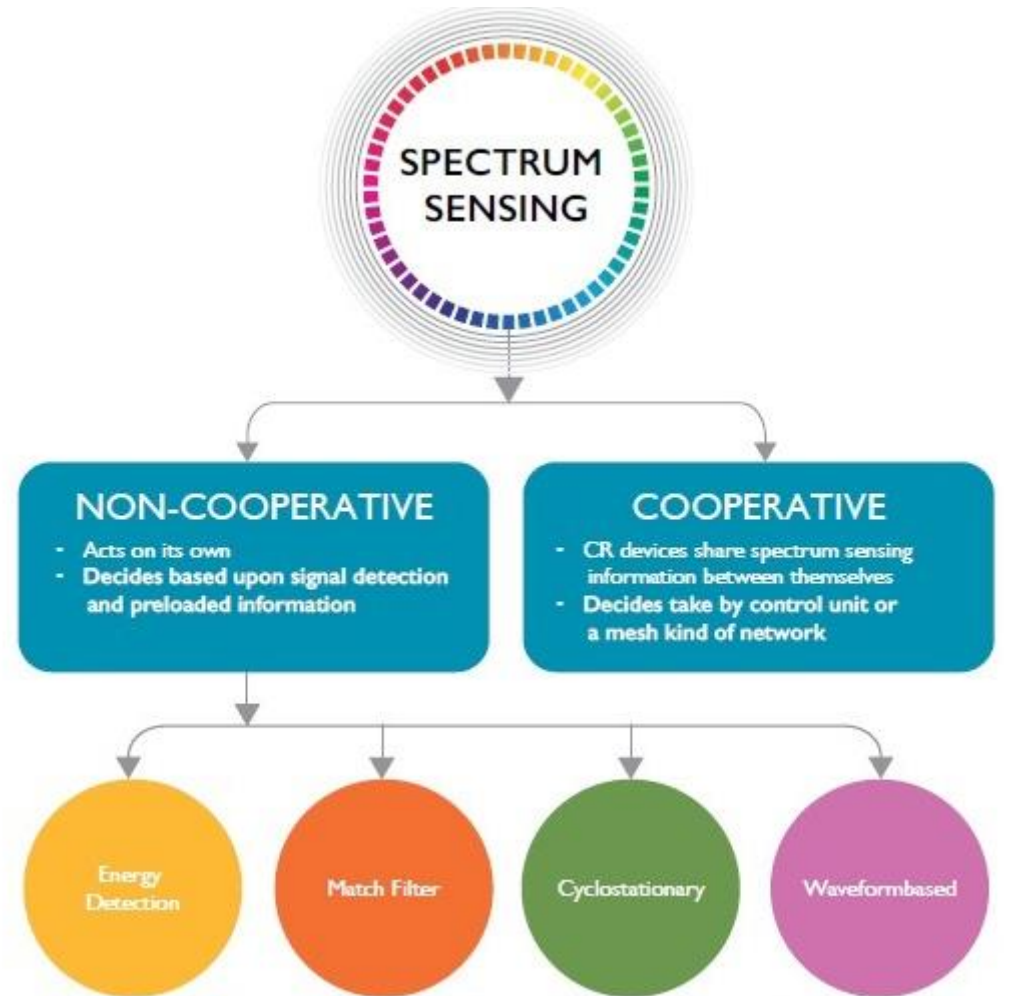 SPECTRUM
SENSING
NON-COOPERATIVE
- Acts on its own
- Decides based upon signal detection
and preloaded information
COOPERATIVE
- CR devices share spectrum sensing
information between themselves
- Decides take by control unit or
a mesh kind of network
Energy
Detection
Match Filter
Cyclostationary
Waveformbased